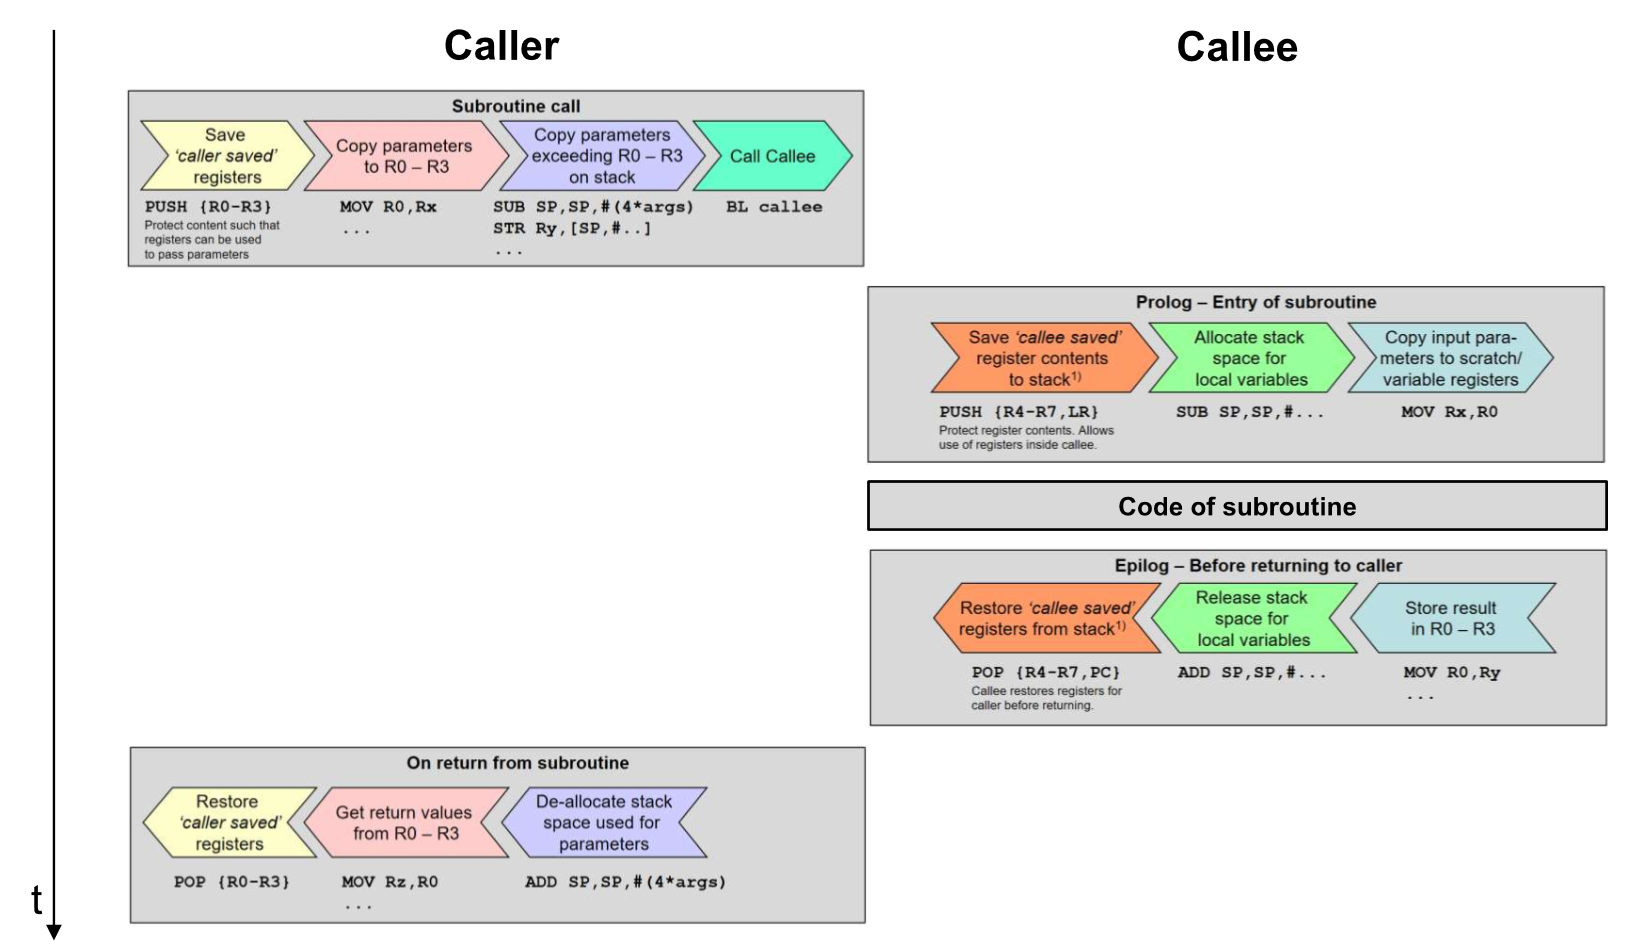 Caller
Callee
Subroutine call
Save
‘caller saved’
registers
Copy parameters
to R0 – R3
Copy parameters
exceeding R0 – R3
on stack
Call Callee
PUSH {R0-R3}
Protect content such that
registers can be used
to pass parameters
MOV R0,Rx
...
SUB SP,SP,#(4*args)
STR Ry,[SP,#..]
...
BL callee
Prolog – Entry of subroutine
Save ‘callee saved’
register contents
to stack1)
Allocate stack
space for
local variables
Copy input para-
meters to scratch/
variable registers
PUSH {R4-R7,LR}
Protect register contents. Allows
use of registers inside callee.
SUB SP,SP,#...
MOV Rx,R0
Code of subroutine
Epilog – Before returning to caller
Restore ‘callee saved’
registers from stack1)
Release stack
space for
local variables
Store result
in R0 – R3
POP {R4-R7,PC}
Callee restores registers for
caller before returning.
ADD SP,SP,#...
MOV R0,Ry
...
On return from subroutine
Restore
‘caller saved’
registers
Get return values
from R0 – R3
De-allocate stack
space used for
parameters
POP {R0-R3}
MOV Rz,R0
...
ADD SP,SP,#(4*args)
t